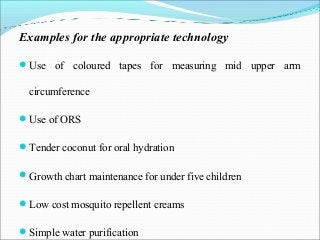 Examples for the appropriate technology
Use of coloured tapes for measuring mid upper arm
circumference
Use of ORS
Tender coconut for oral hydration
Growth chart maintenance for under five children
Low cost mosquito repellent creams
Simple water purification